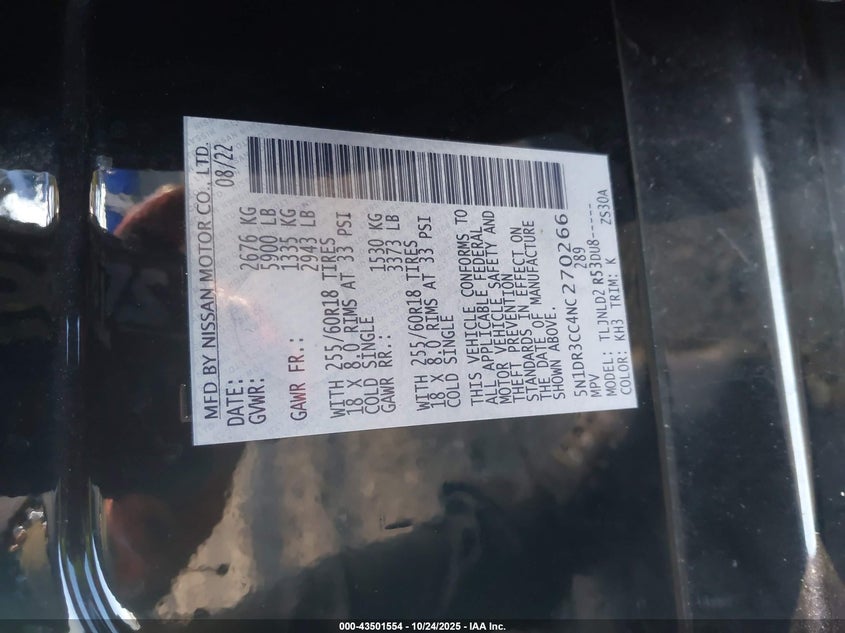 MFD BY NISSAN MOTOR CO., LTD.
DATE: 08/22
GVWR: 2676 KG
5900 LB
GAWR FR.: 1335 KG
2943 LB
WITH 255/60R18 TIRES
18 X 8.0 RIMS AT 33 PSI
COLD SINGLE
GAWR RR.: 1530 KG
3373 LB
WITH 255/60R18 TIRES
18 X 8.0 RIMS AT 33 PSI
COLD SINGLE
THIS VEHICLE CONFORMS TO
ALL APPLICABLE FEDERAL
MOTOR VEHICLE SAFETY AND
THEFT PREVENTION
STANDARDS IN EFFECT ON
THE DATE OF MANUFACTURE
SHOWN ABOVE.
5N1DR3CC4NC270266
MPV 289
MODEL: TLJNLD2 R53DU8-----
COLOR: KH3 TRIM: K ZS30A
000-43501554 - 10/24/2025 - IAA Inc.